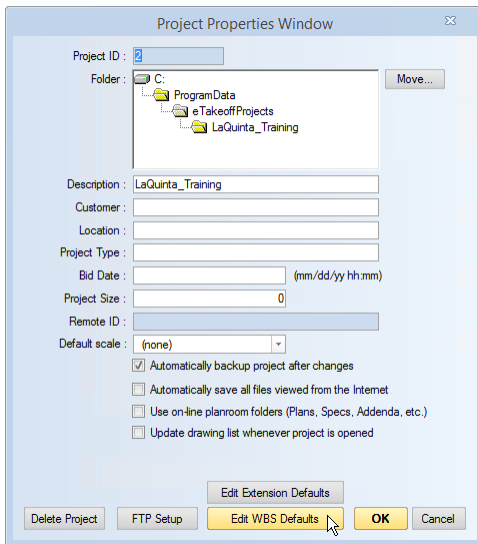 Project Properties Window
Project ID : 2
Folder : C: Move...
ProgramData
eTakeoffProjects
LaQuinta_Training
Description : LaQuinta_Training
Customer :
Location :
Project Type :
Bid Date : (mm/dd/yy hh:mm)
Project Size : 0
Remote ID :
Default scale : (none)
Automatically backup project after changes
Automatically save all files viewed from the Internet
Use on-line planroom folders (Plans, Specs, Addenda, etc.)
Update drawing list whenever project is opened
Edit Extension Defaults
Delete Project FTP Setup Edit WBS Defaults OK Cancel